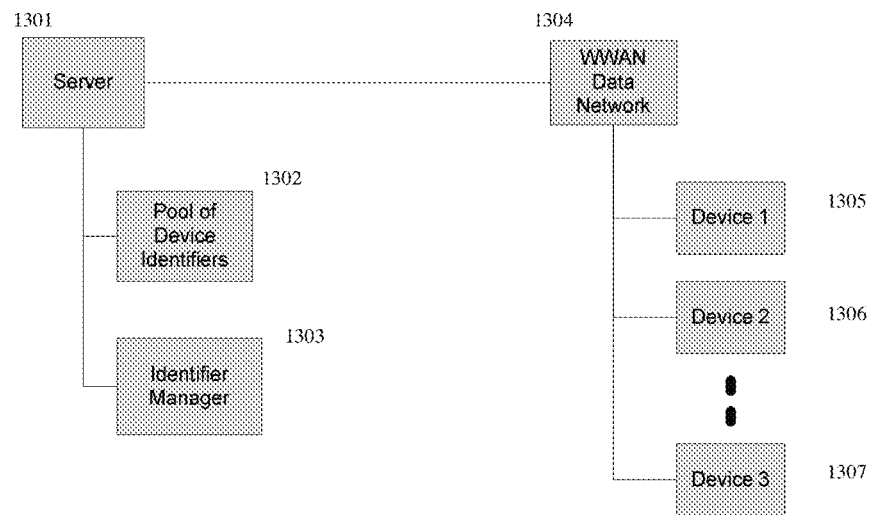 1301
Server
1304
WWAN
Data
Network
1302
Pool of
Device
Identifiers
1303
Identifier
Manager
Device 1
1305
Device 2
1306
Device 3
1307